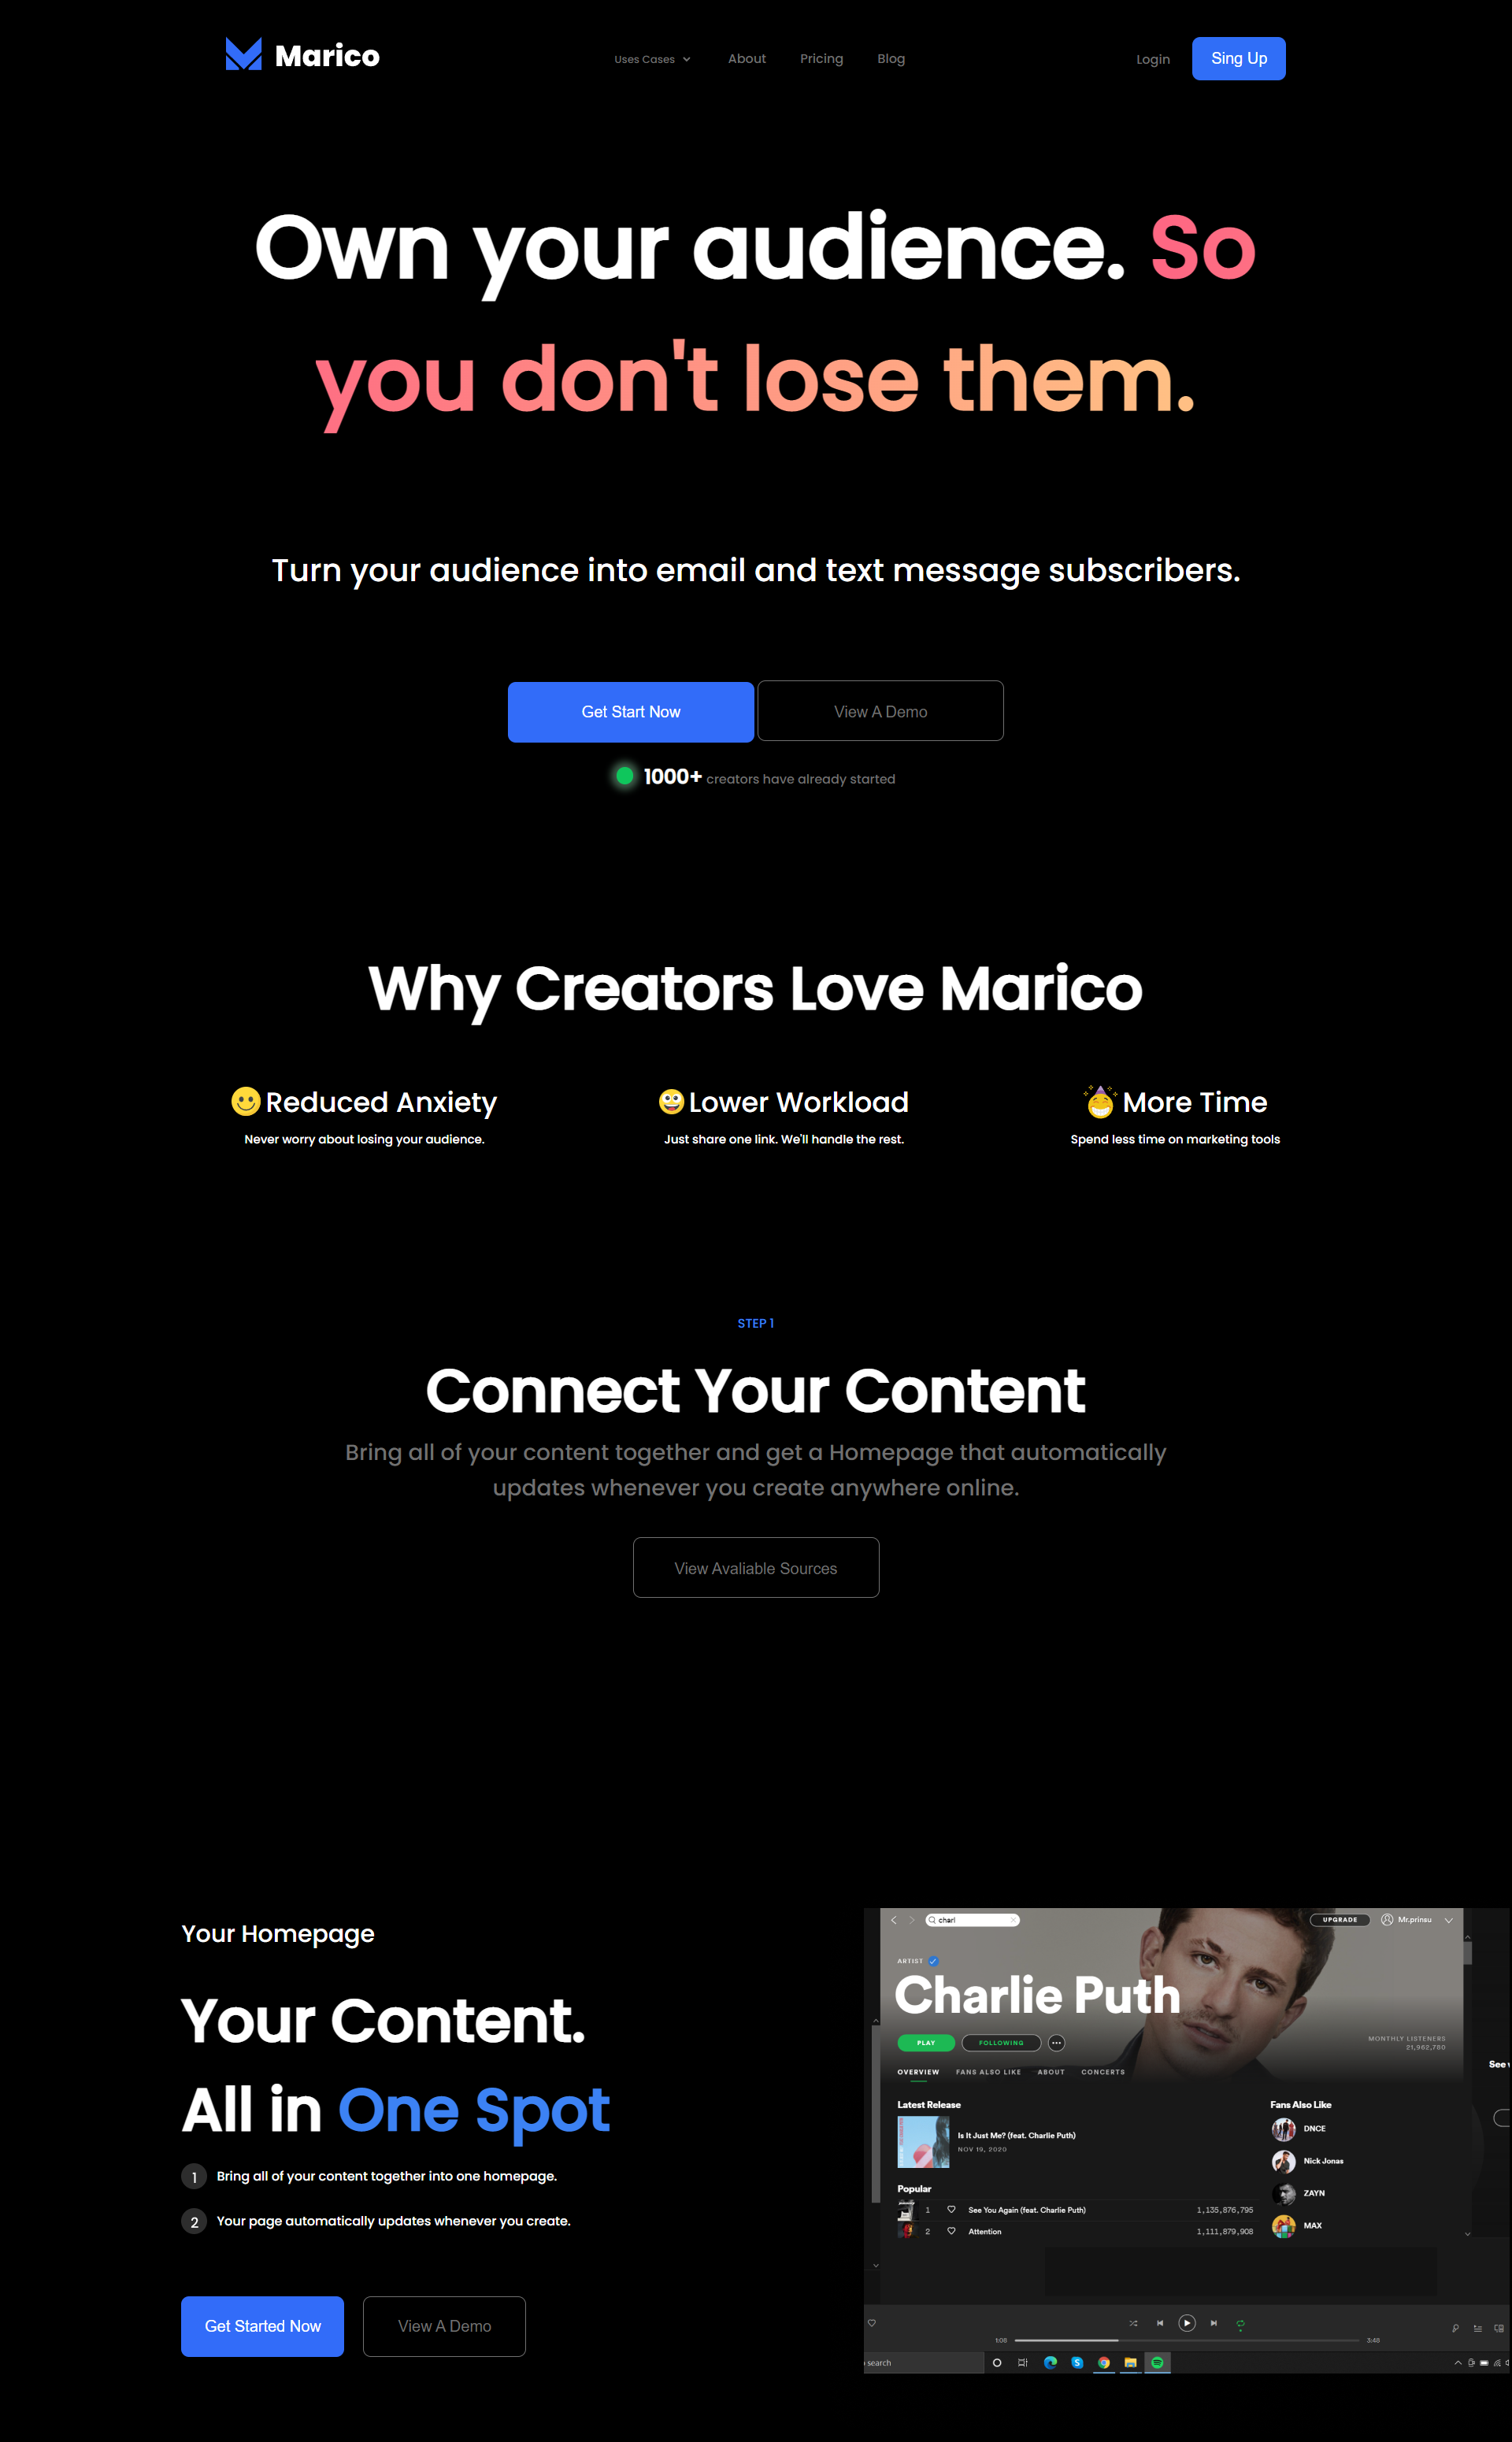 Marico
Uses Cases
About
Pricing
Blog
Login
Sing Up
Own your audience. So
you don't lose them.
Turn your audience into email and text message subscribers.
Get Start Now
View A Demo
1000+ creators have already started
Why Creators Love Marico
Reduced Anxiety
Never worry about losing your audience.
Lower Workload
Just share one link. We'll handle the rest.
More Time
Spend less time on marketing tools
STEP 1
Connect Your Content
Bring all of your content together and get a Homepage that automatically
updates whenever you create anywhere online.
View Avaliable Sources
Your Homepage
Your Content.
All in One Spot
1 Bring all of your content together into one homepage.
2 Your page automatically updates whenever you create.
Get Started Now
View A Demo
charl
UPGRADE
Mr.prinsu
ARTIST
Charlie Puth
PLAY
FOLLOWING
MONTHLY LISTENERS
21,962,780
OVERVIEW
FANS ALSO LIKE
ABOUT
CONCERTS
See
Latest Release
Is It Just Me? (feat. Charlie Puth)
NOV 19, 2020
Fans Also Like
DNCE
Nick Jonas
ZAYN
MAX
Popular
1 See You Again (feat. Charlie Puth) 1,135,876,795
2 Attention 1,111,879,908
1:08
3:48
search